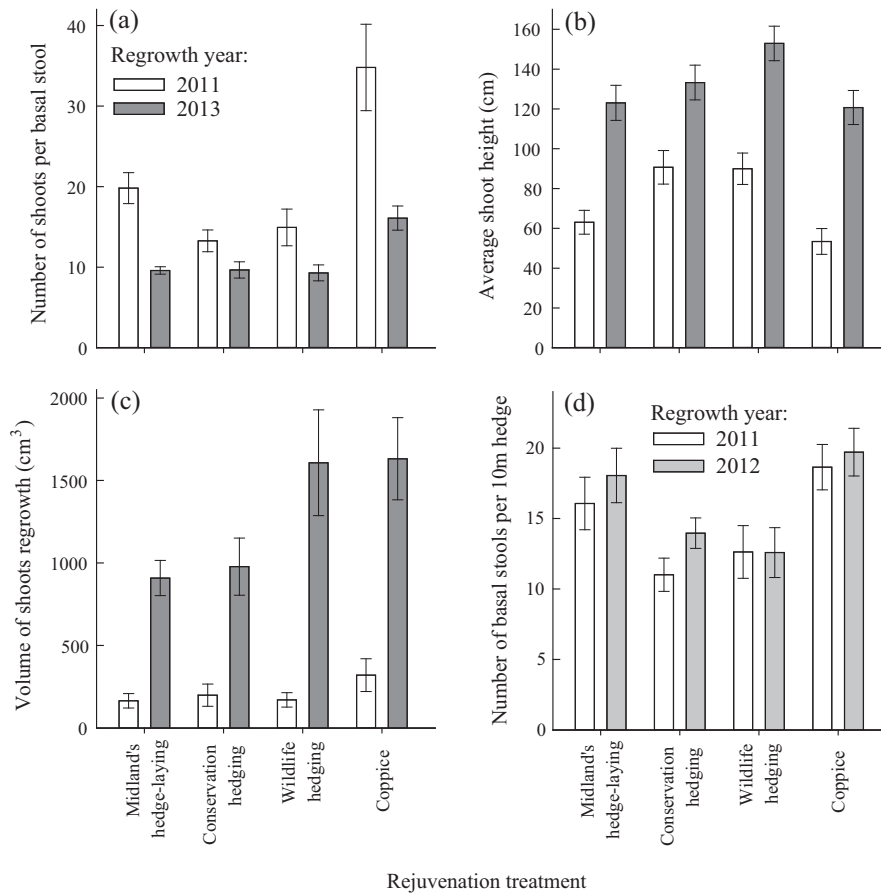 (a)
Regrowth year:
2011
2013
Number of shoots per basal stool
40
30
20
10
0
(b)
Average shoot height (cm)
160
140
120
100
80
60
40
20
0
(c)
Volume of shoots regrowth (cm³)
2000
1500
1000
500
0
Midland's
hedge-laying
Conservation
hedging
Wildlife
hedging
Coppice
(d)
Regrowth year:
2011
2012
Number of basal stools per 10m hedge
20
15
10
5
0
Midland's
hedge-laying
Conservation
hedging
Wildlife
hedging
Coppice
Rejuvenation treatment